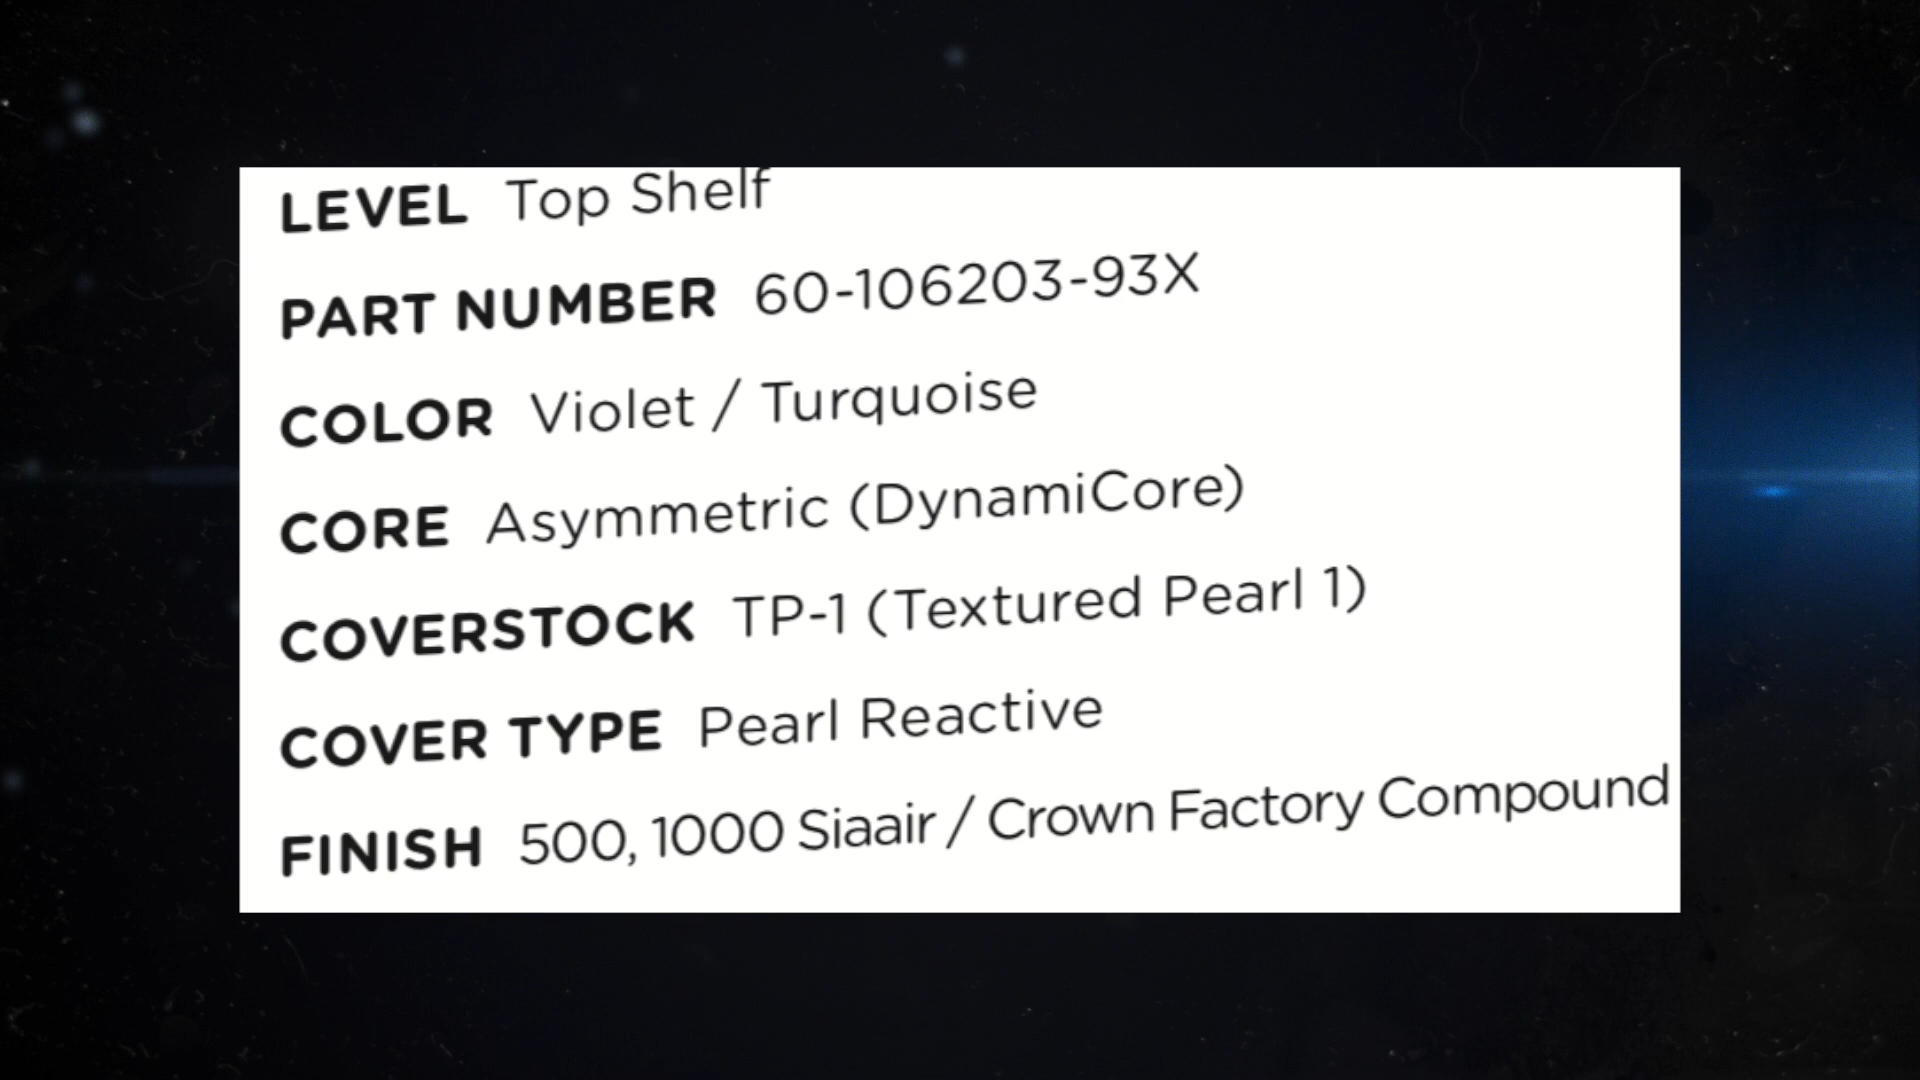 LEVEL Top Shelf
PART NUMBER 60-106203-93X
COLOR Violet / Turquoise
CORE Asymmetric (DynamiCore)
COVERSTOCK TP-1 (Textured Pearl 1)
COVER TYPE Pearl Reactive
FINISH 500, 1000 Siaair / Crown Factory Compound